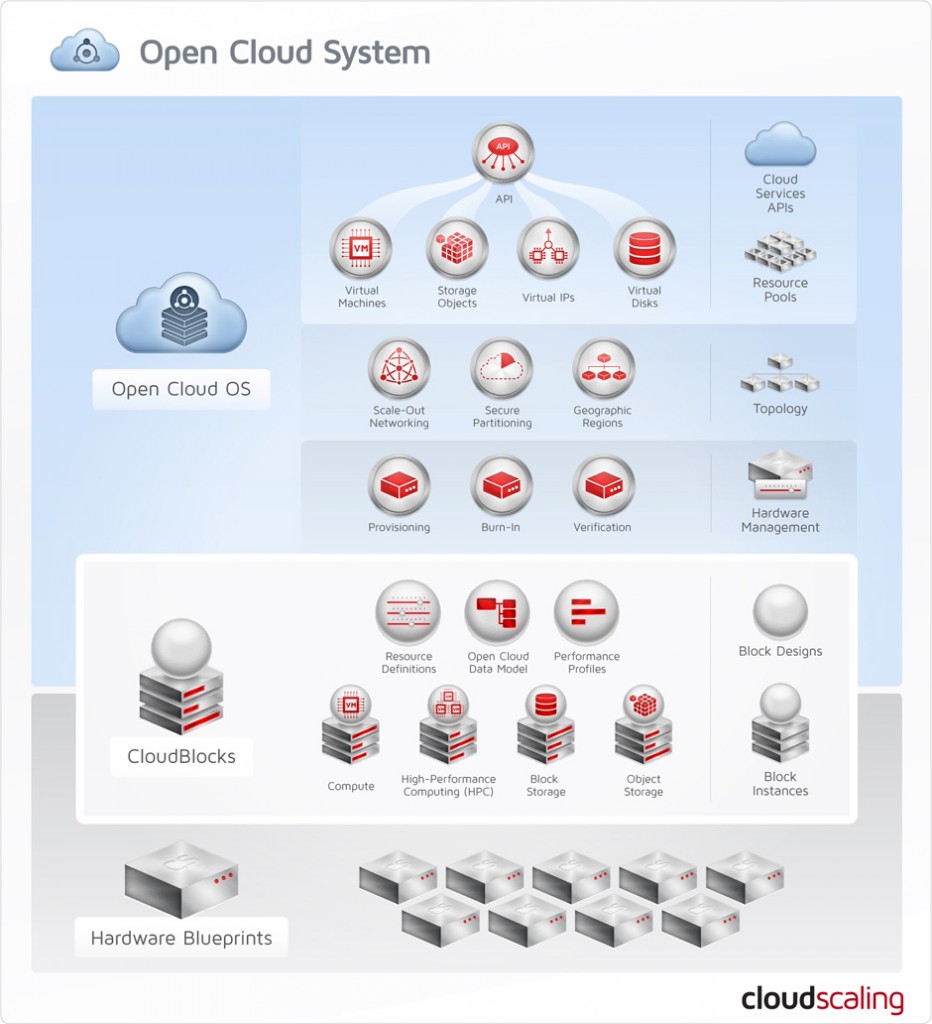 Open Cloud System
API
API
Cloud
Services
APIs
VM
Virtual
Machines
Storage
Objects
Virtual IPs
Virtual
Disks
Resource
Pools
Open Cloud OS
Scale-Out
Networking
Secure
Partitioning
Geographic
Regions
Topology
Provisioning
Burn-In
Verification
Hardware
Management
Resource
Definitions
Open Cloud
Data Model
Performance
Profiles
Block Designs
CloudBlocks
VM
Compute
High-Performance
Computing (HPC)
Block
Storage
Object
Storage
Block
Instances
Hardware Blueprints
cloudscaling